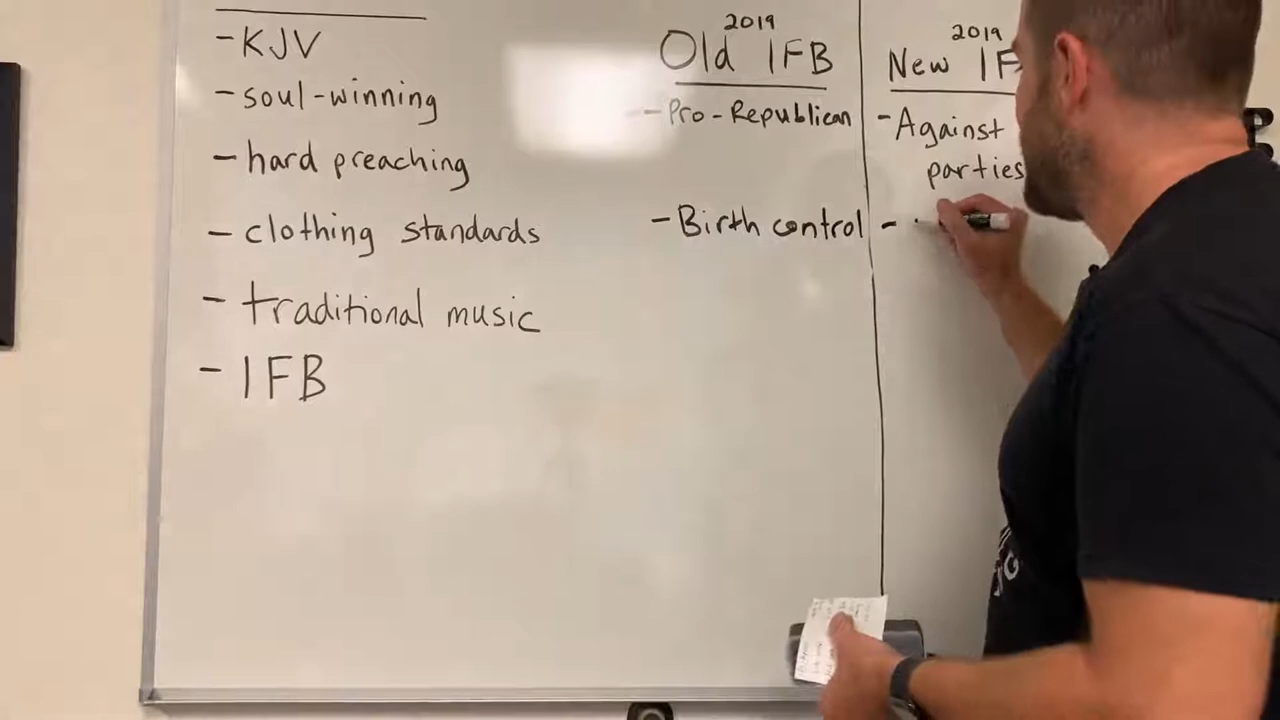 - KJV
- soul-winning
- hard preaching
- clothing standards
- traditional music
- IFB
2019
Old IFB
- Pro-Republican
- Birth control
2019
New IF
- Against
parties
-